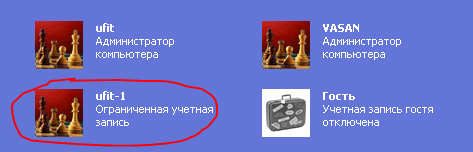 ufit
Администратор
компьютера
VASAN
Администратор
компьютера
ufit-1
Ограниченная учетная
запись
Гость
Учетная запись гостя
отключена